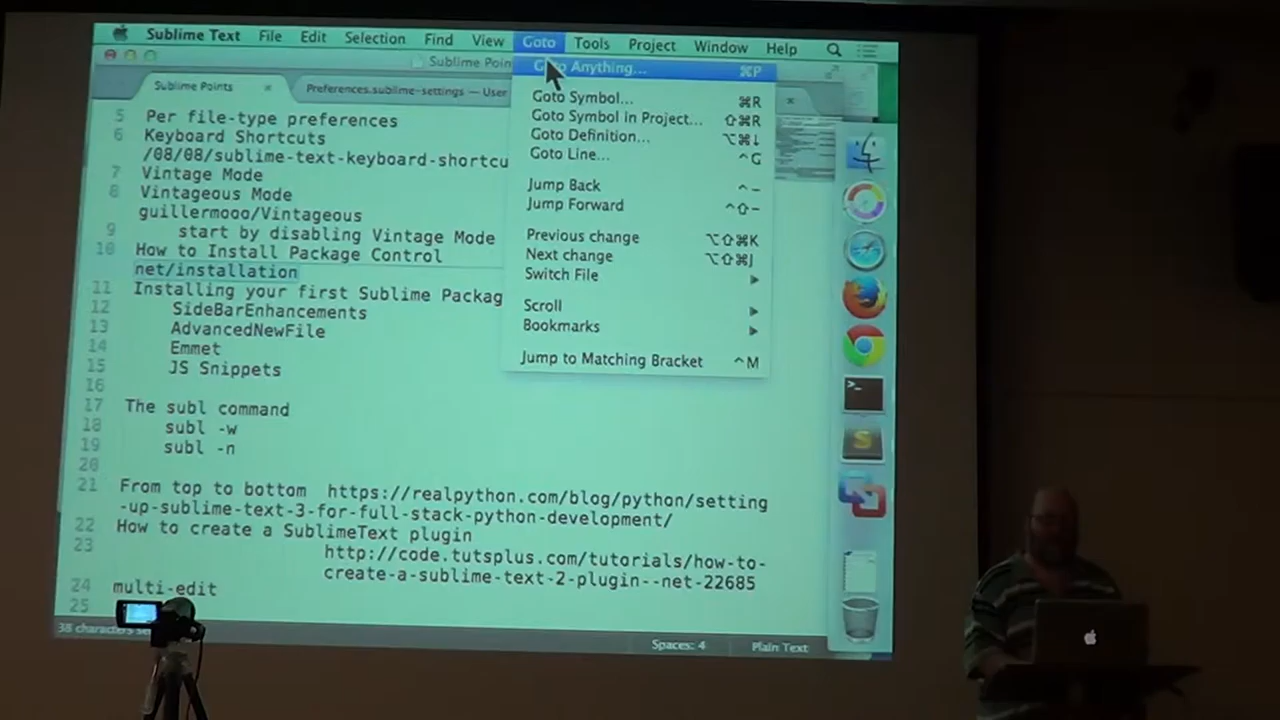 Sublime Text File Edit Selection Find View Goto Tools Project Window Help
Sublime Poin
Sublime Points × Preferences.sublime-settings — User ×
Goto Anything... ⌘P
Goto Symbol... ⌘R
Goto Symbol in Project... ⇧⌘R
Goto Definition... ⌥⌘↓
Goto Line... ^G
Jump Back ^-
Jump Forward ^⇧-
Previous change ⌥⇧⌘K
Next change ⌥⇧⌘J
Switch File ▶
Scroll ▶
Bookmarks ▶
Jump to Matching Bracket ^M
5 Per file-type preferences
6 Keyboard Shortcuts
/08/08/sublime-text-keyboard-shortcu
7 Vintage Mode
8 Vintageous Mode
guillermooo/Vintageous
9 start by disabling Vintage Mode
10 How to Install Package Control
net/installation
11 Installing your first Sublime Packag
12 SideBarEnhancements
13 AdvancedNewFile
14 Emmet
15 JS Snippets
16
17 The subl command
18 subl -w
19 subl -n
20
21 From top to bottom https://realpython.com/blog/python/setting
-up-sublime-text-3-for-full-stack-python-development/
22 How to create a SublimeText plugin
23 http://code.tutsplus.com/tutorials/how-to-
create-a-sublime-text-2-plugin--net-22685
24 multi-edit
25
38 characters se
Spaces: 4 Plain Text